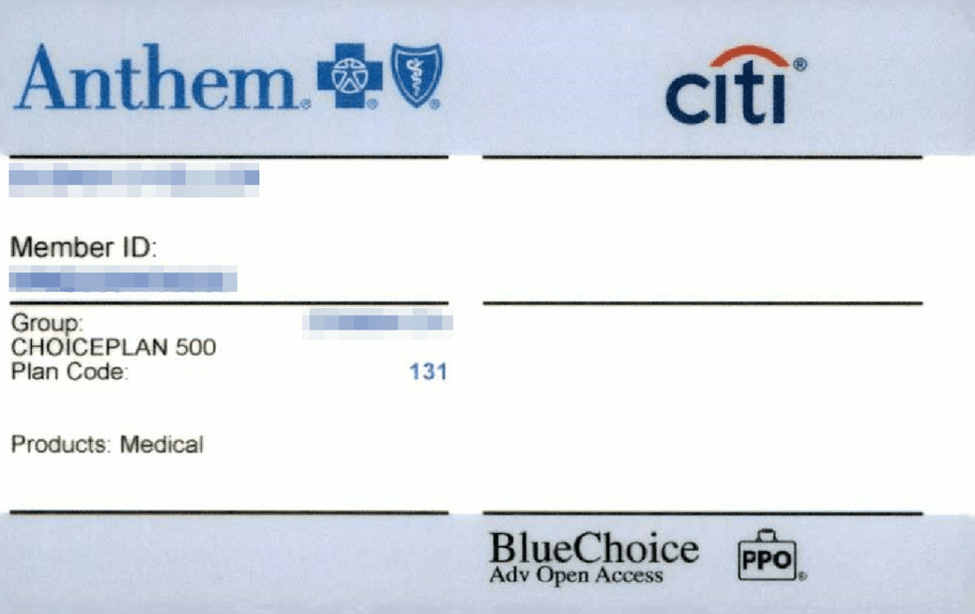 Anthem.
citi
Member ID:
Group:
CHOICEPLAN 500
Plan Code: 131
Products: Medical
BlueChoice
Adv Open Access
PPO